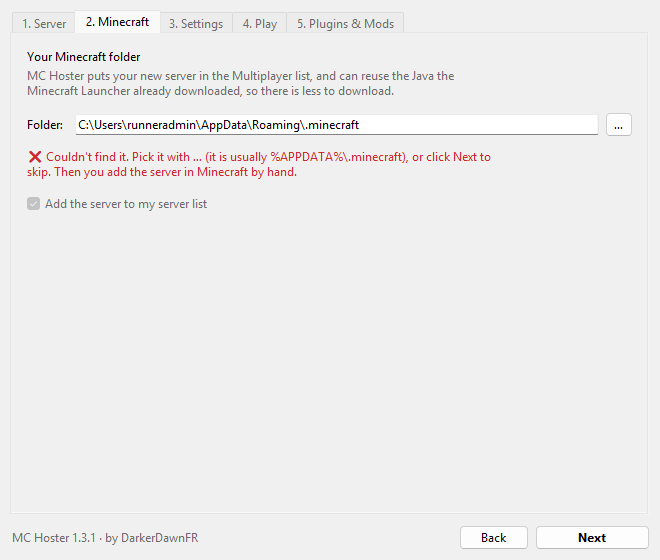 1. Server 2. Minecraft 3. Settings 4. Play 5. Plugins & Mods
Your Minecraft folder
MC Hoster puts your new server in the Multiplayer list, and can reuse the Java the
Minecraft Launcher already downloaded, so there is less to download.
Folder: C:\Users\runneradmin\AppData\Roaming\.minecraft ...
❌ Couldn't find it. Pick it with ... (it is usually %APPDATA%\.minecraft), or click Next to
skip. Then you add the server in Minecraft by hand.
Add the server to my server list
MC Hoster 1.3.1 · by DarkerDawnFR Back Next